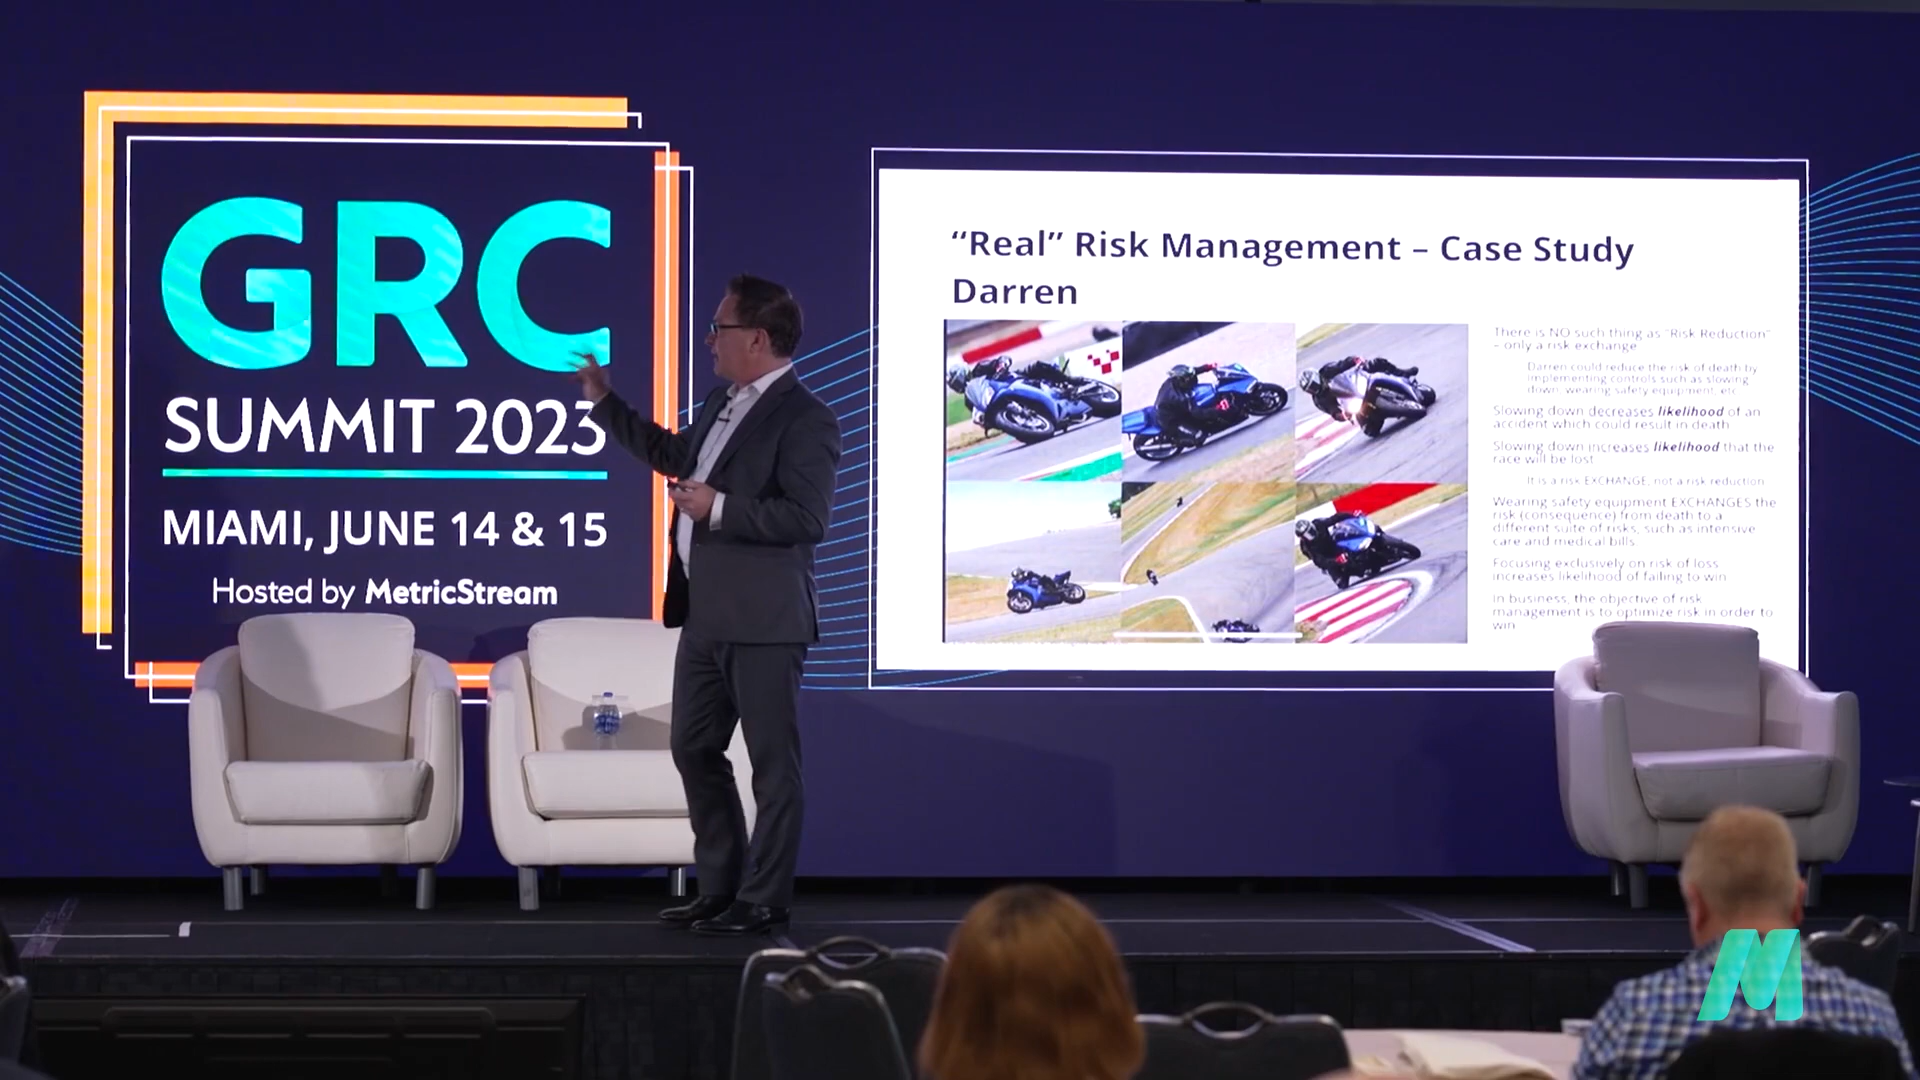 GRC
SUMMIT 2023
MIAMI, JUNE 14 & 15
Hosted by MetricStream
“Real” Risk Management – Case Study
Darren
There is NO such thing as "Risk Reduction"
– only a risk exchange
Darren could reduce the risk of death by
implementing controls such as slowing
down, wearing safety equipment, etc
Slowing down decreases likelihood of an
accident which could result in death
Slowing down increases likelihood that the
race will be lost
It is a risk EXCHANGE, not a risk reduction
Wearing safety equipment EXCHANGES the
risk (consequence) from death to a
different suite of risks, such as intensive
care and medical bills
Focusing exclusively on risk of loss
increases likelihood of failing to win
In business, the objective of risk
management is to optimize risk in order to
win
M